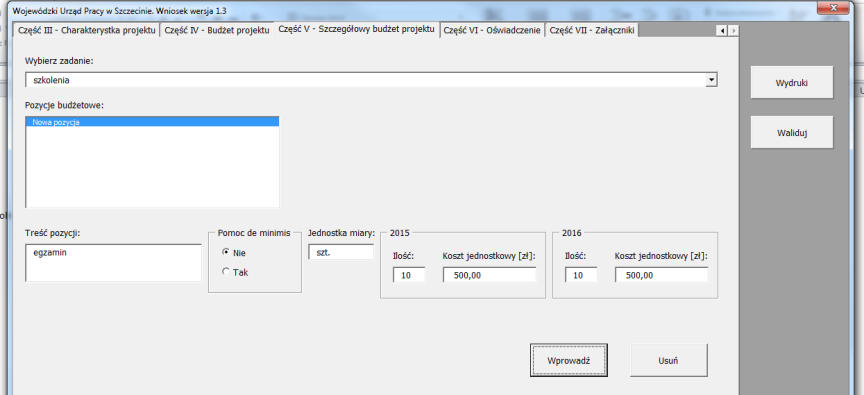 Wojewódzki Urząd Pracy w Szczecinie. Wniosek wersja 1.3
Część III - Charakterystka projektu Część IV - Budżet projektu Część V - Szczegółowy budżet projektu Część VI - Oświadczenie Część VII - Załączniki
Wybierz zadanie:
szkolenia
Wydruki
Pozycje budżetowe:
Nowa pozycja
Waliduj
Treść pozycji: Pomoc de minimis Jednostka miary: 2015 2016
egzamin Nie szt. Ilość: Koszt jednostkowy [zł]: Ilość: Koszt jednostkowy [zł]:
Tak 10 500,00 10 500,00
Wprowadź Usuń